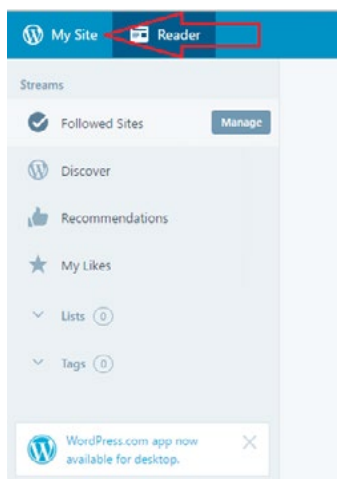 My Site Reader
Streams
Followed Sites Manage
Discover
Recommendations
My Likes
Lists 0
Tags 0
WordPress.com app now
available for desktop.